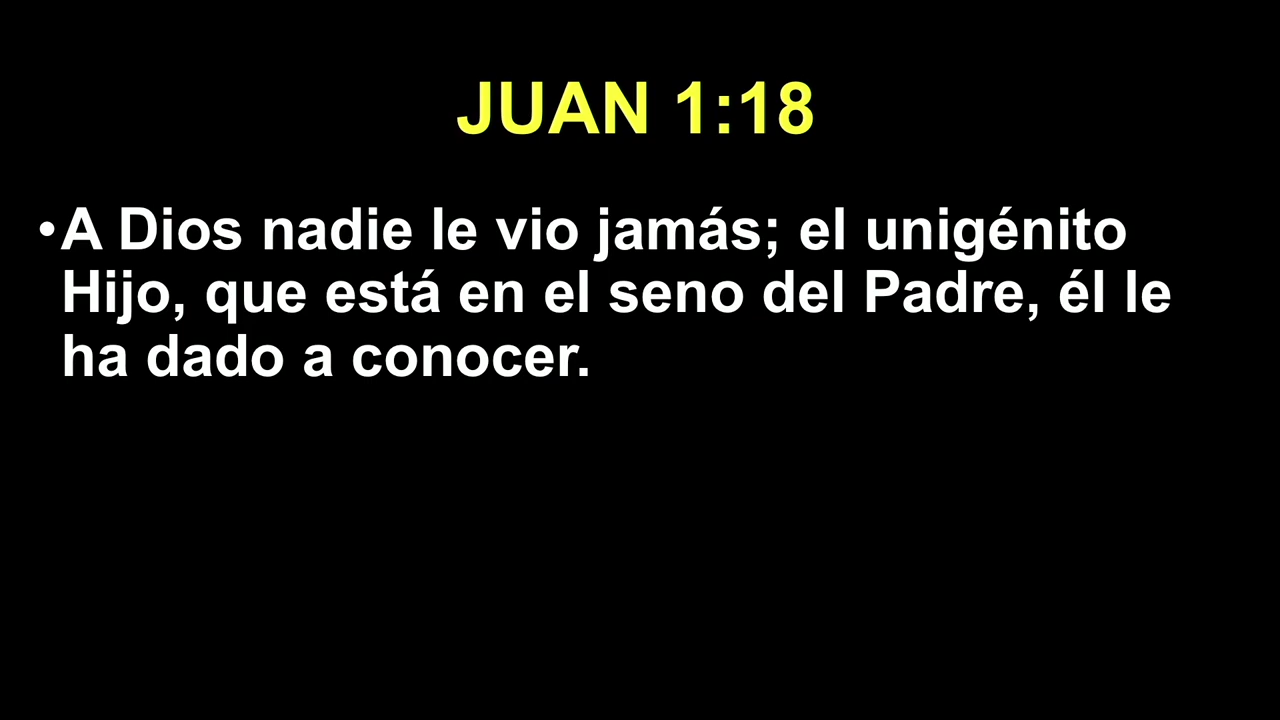 JUAN 1:18
•A Dios nadie le vio jamás; el unigénito
Hijo, que está en el seno del Padre, él le
ha dado a conocer.